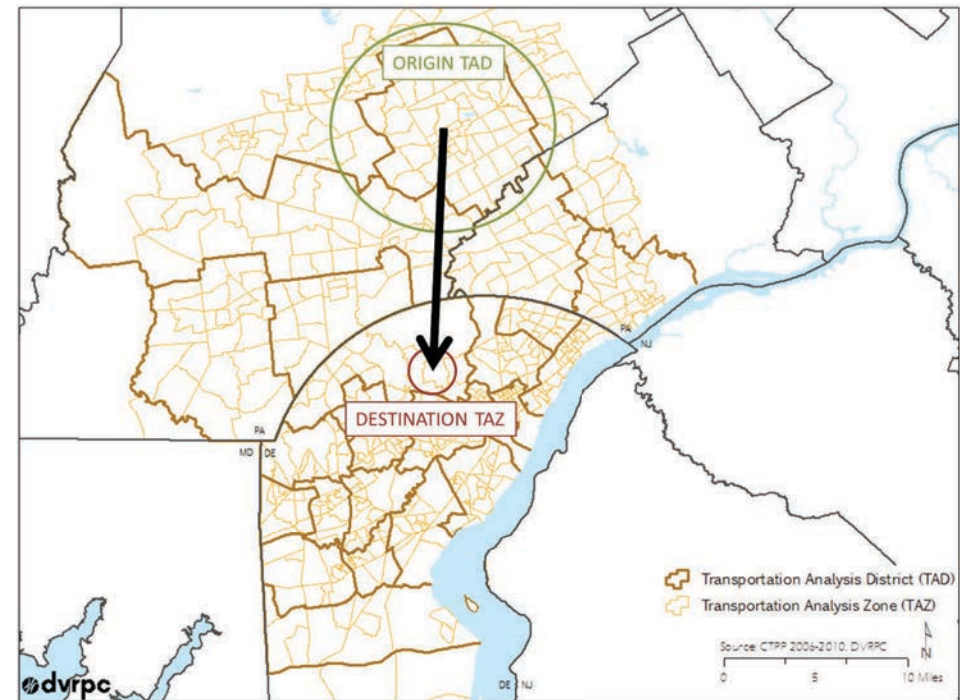 ORIGIN TAD
PA
NJ
DESTINATION TAZ
PA
MD
DE
Transportation Analysis District (TAD)
Transportation Analysis Zone (TAZ)
Source: CTPP 2006-2010, DVRPC
N
0 5 10 Miles
dvrpc
DE NJ